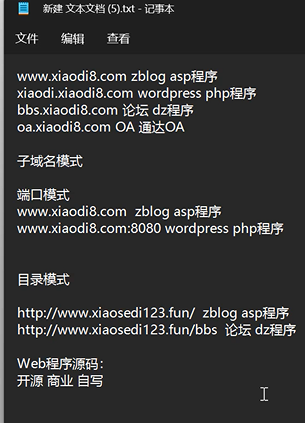 新建 文本文档 (5).txt - 记事本
文件 编辑 查看
www.xiaodi8.com zblog asp程序
xiaodi.xiaodi8.com wordpress php程序
bbs.xiaodi8.com 论坛 dz程序
oa.xiaodi8.com OA 通达OA
子域名模式
端口模式
www.xiaodi8.com  zblog asp程序
www.xiaodi8.com:8080 wordpress php程序
目录模式
http://www.xiaosedi123.fun/  zblog asp程序
http://www.xiaosedi123.fun/bbs  论坛 dz程序
Web程序源码：
开源 商业 自写